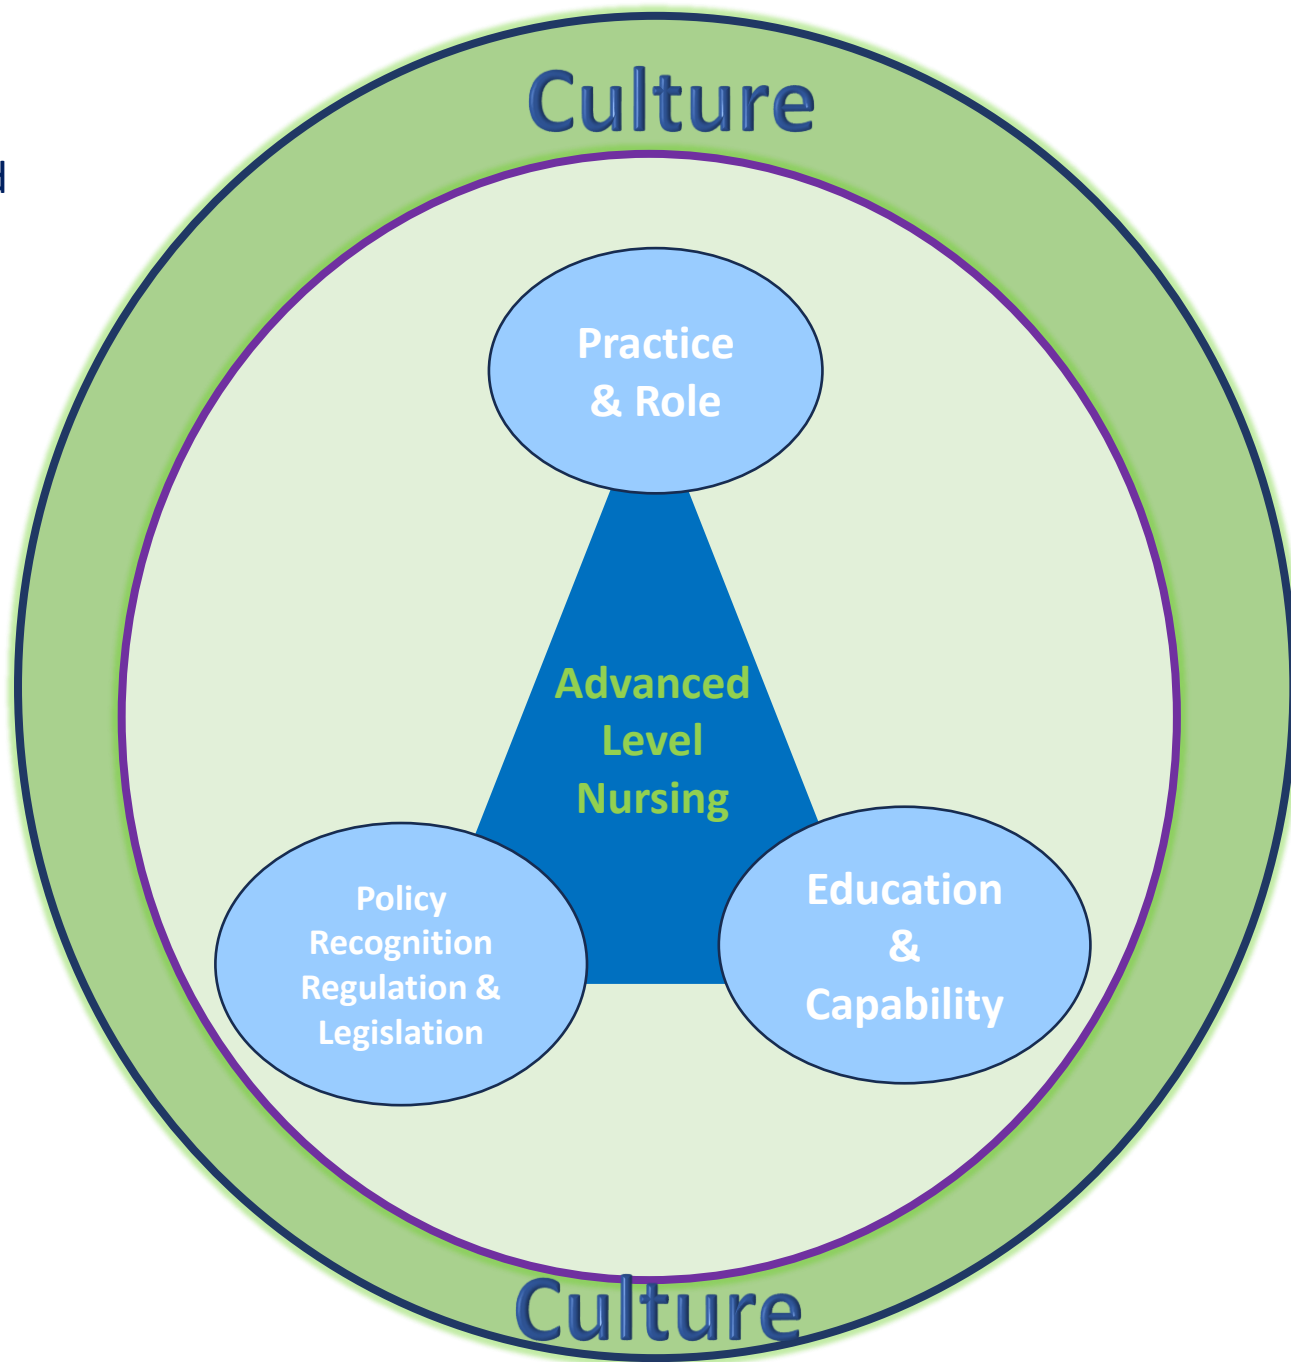 Culture
Practice
& Role
Advanced
Level
Nursing
Policy
Recognition
Regulation &
Legislation
Education
&
Capability
Culture